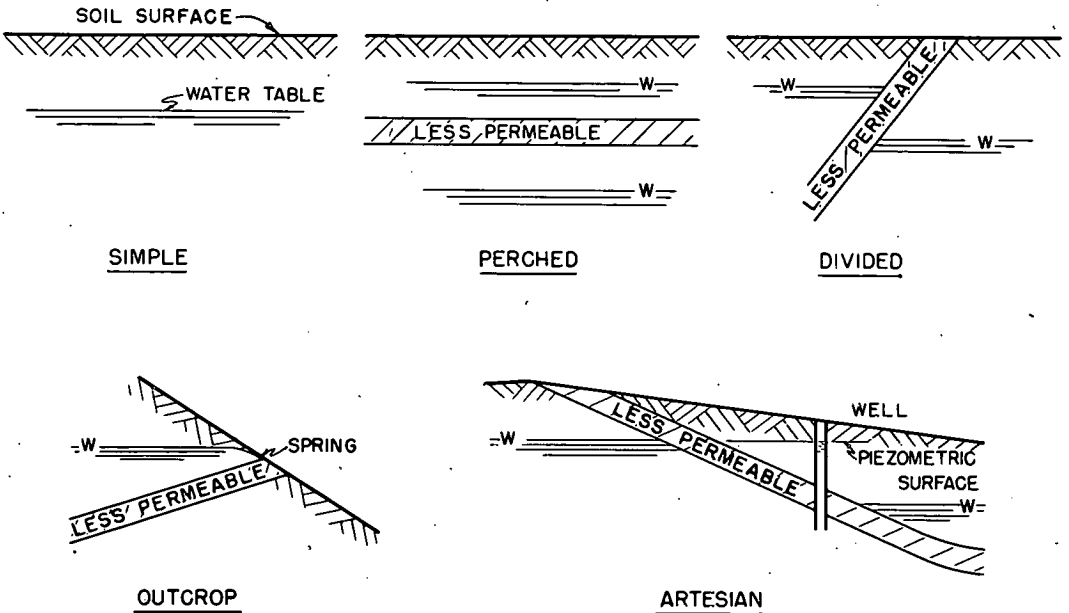 SOIL SURFACE
WATER TABLE
SIMPLE
W
LESS PERMEABLE
W
PERCHED
W
LESS PERMEABLE
W
DIVIDED
W
SPRING
LESS PERMEABLE
OUTCROP
WELL
W
LESS PERMEABLE
PIEZOMETRIC
SURFACE
W
ARTESIAN